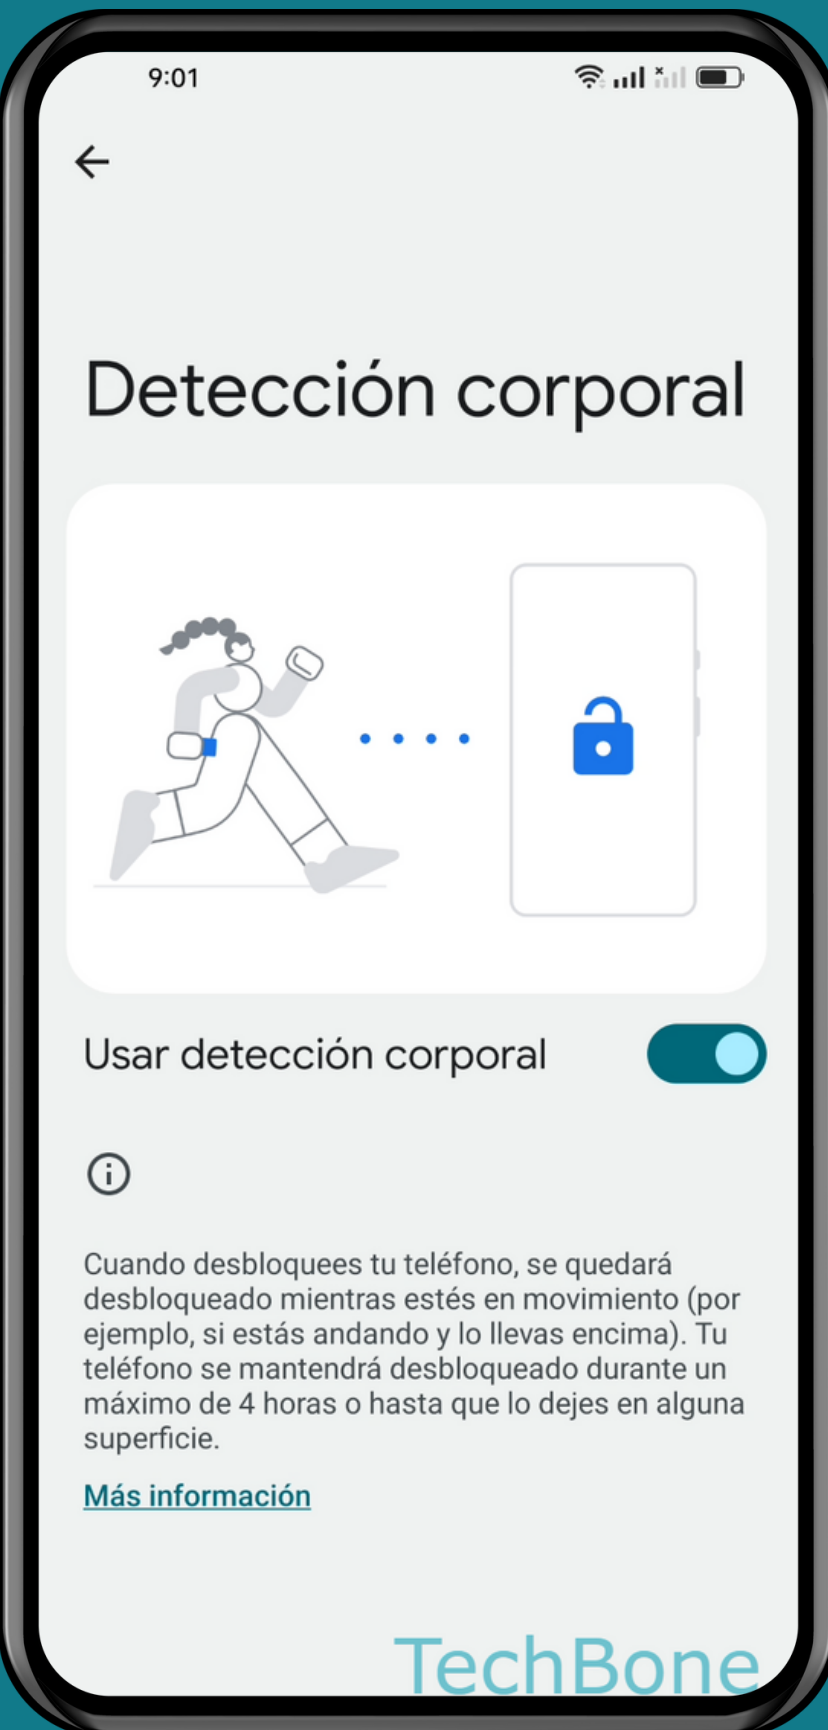 9:01
Detección corporal
Usar detección corporal
Cuando desbloquees tu teléfono, se quedará
desbloqueado mientras estés en movimiento (por
ejemplo, si estás andando y lo llevas encima). Tu
teléfono se mantendrá desbloqueado durante un
máximo de 4 horas o hasta que lo dejes en alguna
superficie.
Más información
TechBone